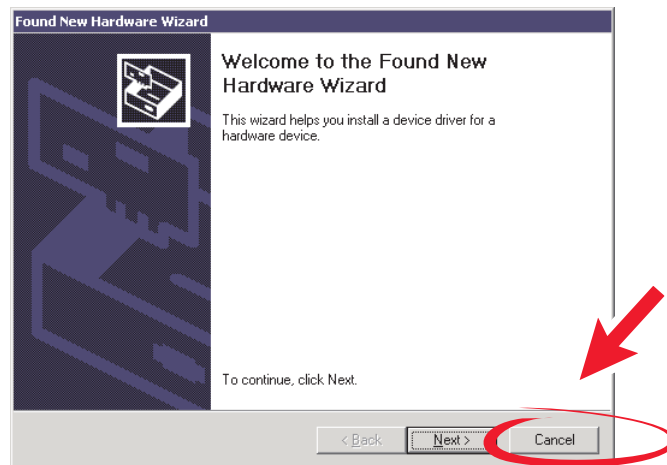 Found New Hardware Wizard
Welcome to the Found New
Hardware Wizard
This wizard helps you install a device driver for a
hardware device.
To continue, click Next.
< Back
Next >
Cancel